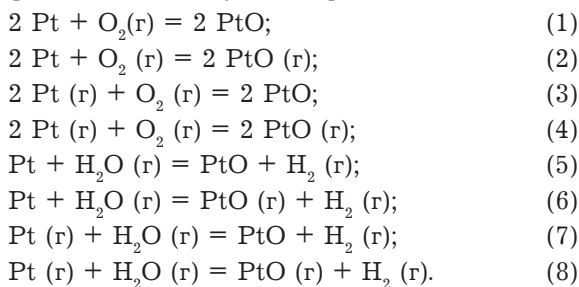 2 Pt + O₂(г) = 2 PtO; (1)
2 Pt + O₂ (г) = 2 PtO (г); (2)
2 Pt (г) + O₂ (г) = 2 PtO; (3)
2 Pt (г) + O₂ (г) = 2 PtO (г); (4)
Pt + H₂O (г) = PtO + H₂ (г); (5)
Pt + H₂O (г) = PtO (г) + H₂ (г); (6)
Pt (г) + H₂O (г) = PtO + H₂ (г); (7)
Pt (г) + H₂O (г) = PtO (г) + H₂ (г). (8)